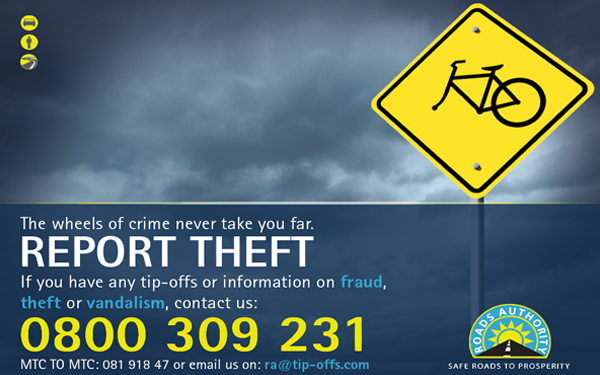 The wheels of crime never take you far.
REPORT THEFT
If you have any tip-offs or information on fraud,
theft or vandalism, contact us:
0800 309 231
MTC TO MTC: 081 918 47 or email us on: ra@tip-offs.com
ROADS AUTHORITY
SAFE ROADS TO PROSPERITY